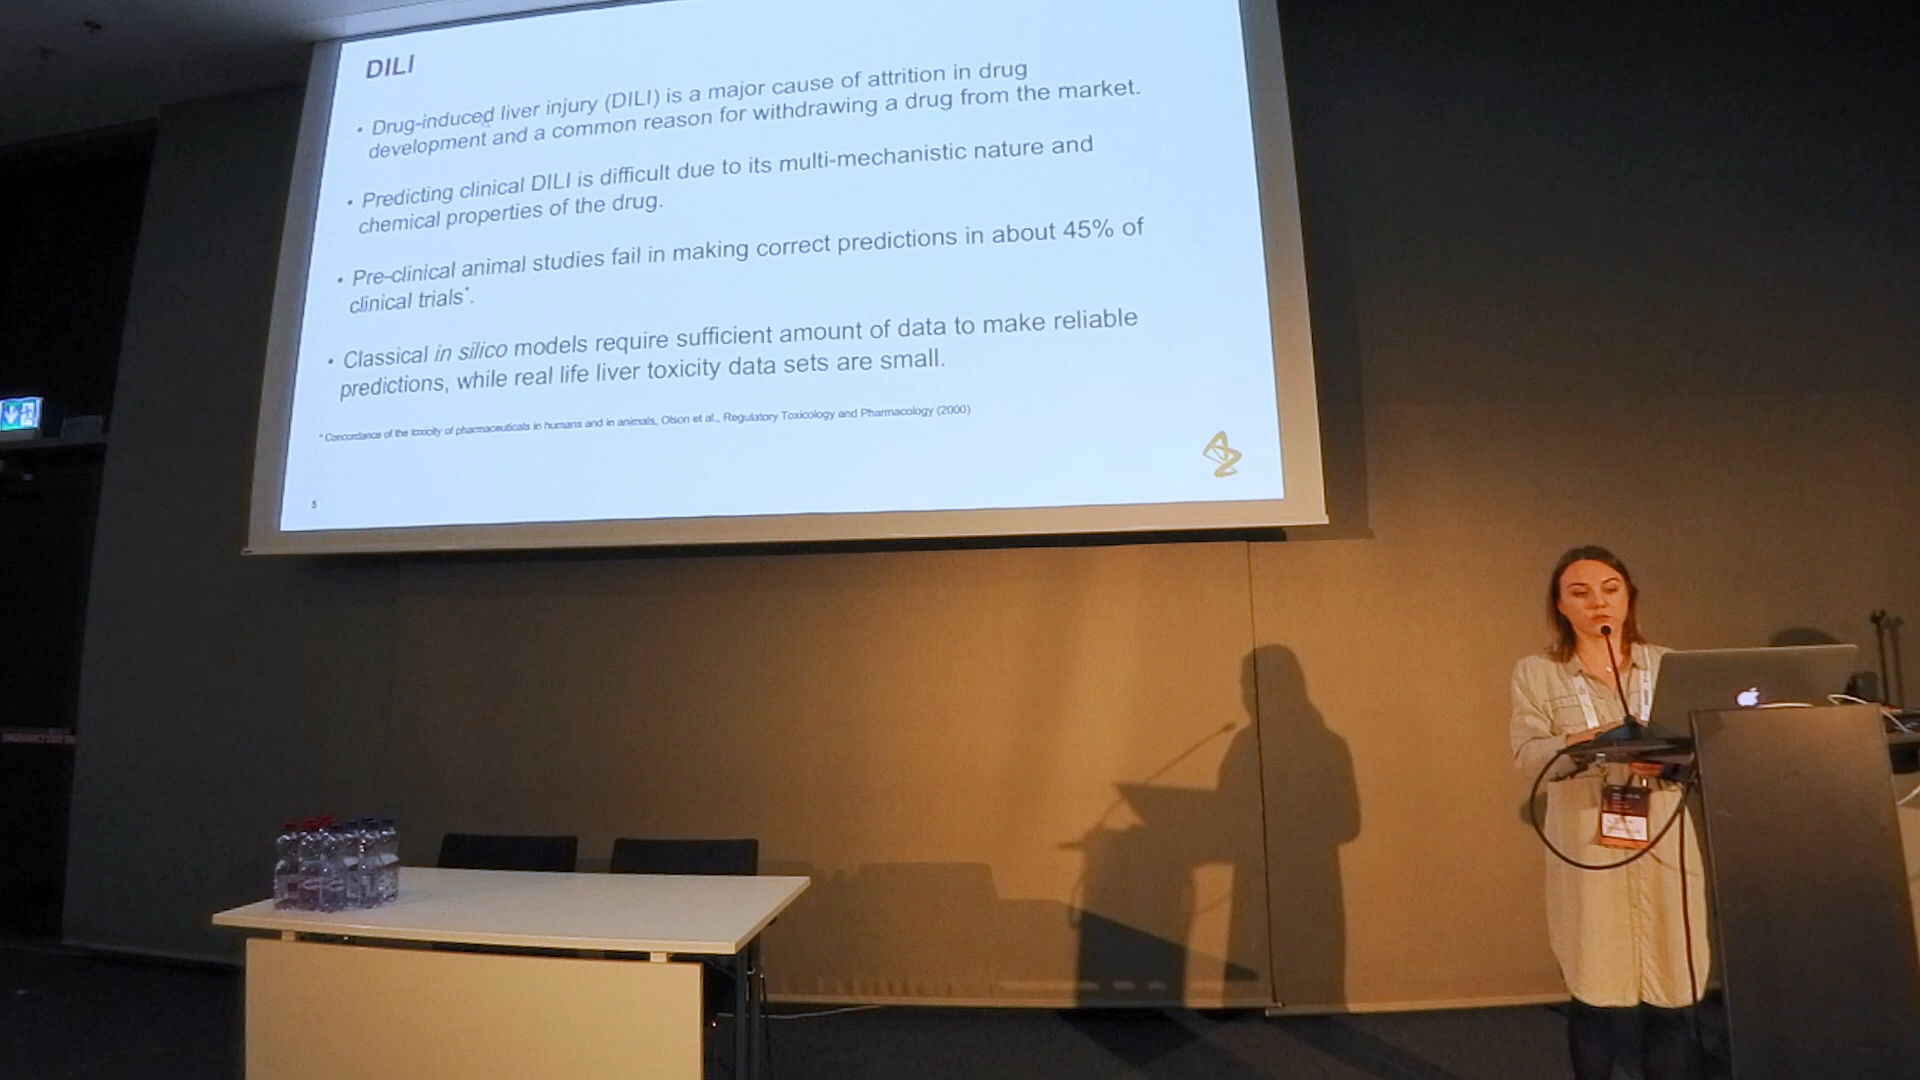 DILI
• Drug-induced liver injury (DILI) is a major cause of attrition in drug
development and a common reason for withdrawing a drug from the market.
• Predicting clinical DILI is difficult due to its multi-mechanistic nature and
chemical properties of the drug.
• Pre-clinical animal studies fail in making correct predictions in about 45% of
clinical trials*.
• Classical in silico models require sufficient amount of data to make reliable
predictions, while real life liver toxicity data sets are small.
* Concordance of the toxicity of pharmaceuticals in humans and in animals, Olson et al., Regulatory Toxicology and Pharmacology (2000)
5